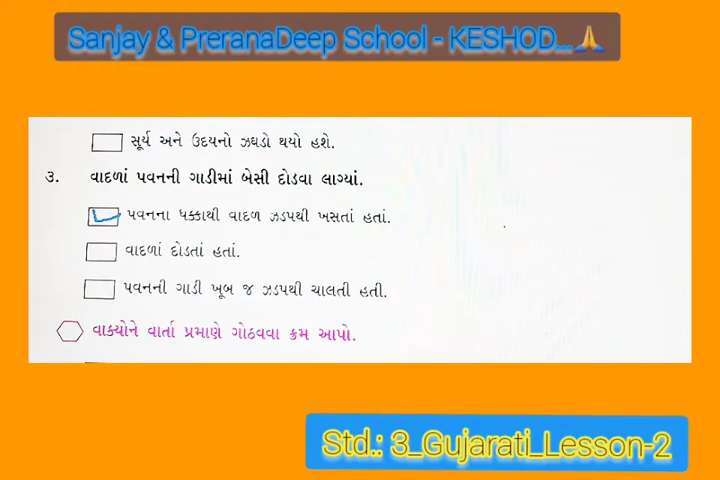 Sanjay & PreranaDeep School - KESHOD...🙏
સૂર્ય અને ઉદયનો ઝઘડો થયો હશે.
૩. વાદળાં પવનની ગાડીમાં બેસી દોડવા લાગ્યાં.
પવનના ધક્કાથી વાદળ ઝડપથી ખસતાં હતાં.
વાદળાં દોડતાં હતાં.
પવનની ગાડી ખૂબ જ ઝડપથી ચાલતી હતી.
વાક્યોને વાર્તા પ્રમાણે ગોઠવવા ક્રમ આપો.
Std.: 3_Gujarati_Lesson-2